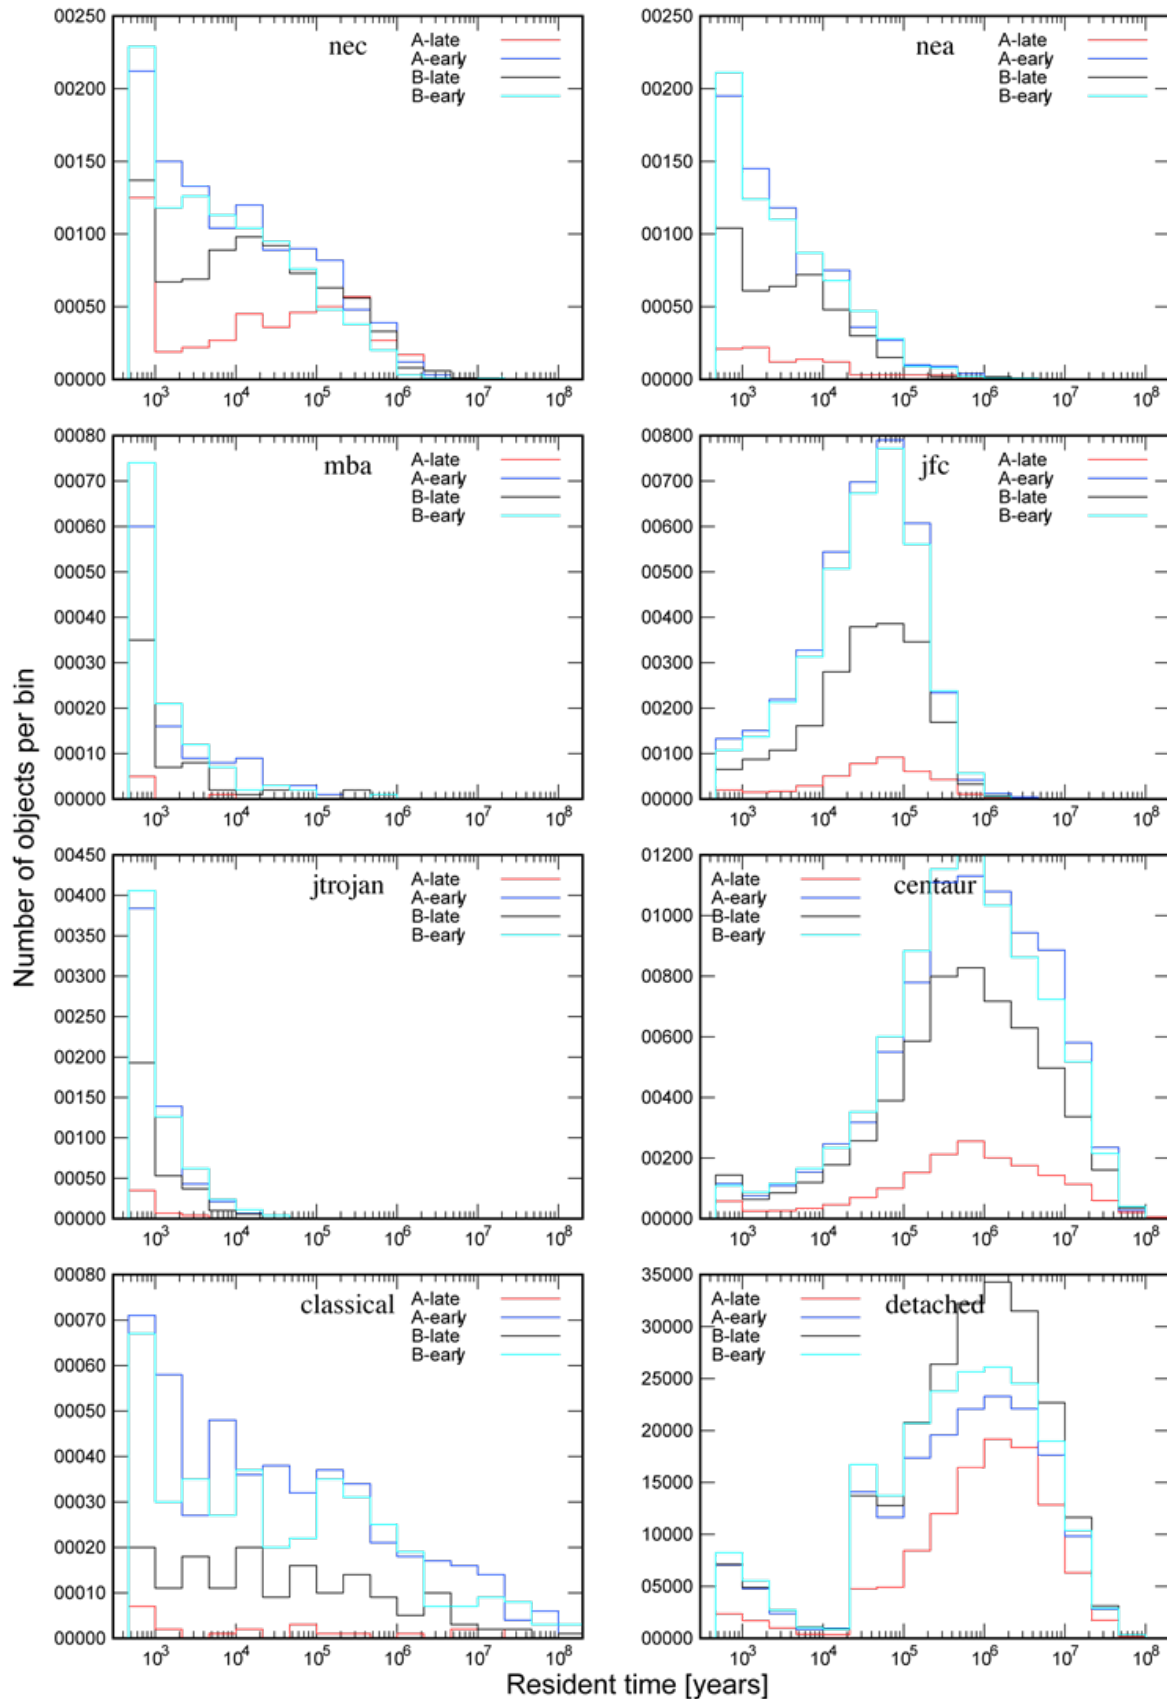 00250
00200
00150
00100
00050
00000
nec
A-late
A-early
B-late
B-early
10^3 10^4 10^5 10^6 10^7 10^8
00250
00200
00150
00100
00050
00000
nea
A-late
A-early
B-late
B-early
10^3 10^4 10^5 10^6 10^7 10^8
00080
00070
00060
00050
00040
00030
00020
00010
00000
mba
A-late
A-early
B-late
B-early
10^3 10^4 10^5 10^6 10^7 10^8
00800
00700
00600
00500
00400
00300
00200
00100
00000
jfc
A-late
A-early
B-late
B-early
10^3 10^4 10^5 10^6 10^7 10^8
Number of objects per bin
00450
00400
00350
00300
00250
00200
00150
00100
00050
00000
jtrojan
A-late
A-early
B-late
B-early
10^3 10^4 10^5 10^6 10^7 10^8
01200
01000
00800
00600
00400
00200
00000
centaur
A-late
A-early
B-late
B-early
10^3 10^4 10^5 10^6 10^7 10^8
00080
00070
00060
00050
00040
00030
00020
00010
00000
classical
A-late
A-early
B-late
B-early
10^3 10^4 10^5 10^6 10^7 10^8
35000
30000
25000
20000
15000
10000
05000
00000
detached
A-late
A-early
B-late
B-early
10^3 10^4 10^5 10^6 10^7 10^8
Resident time [years]